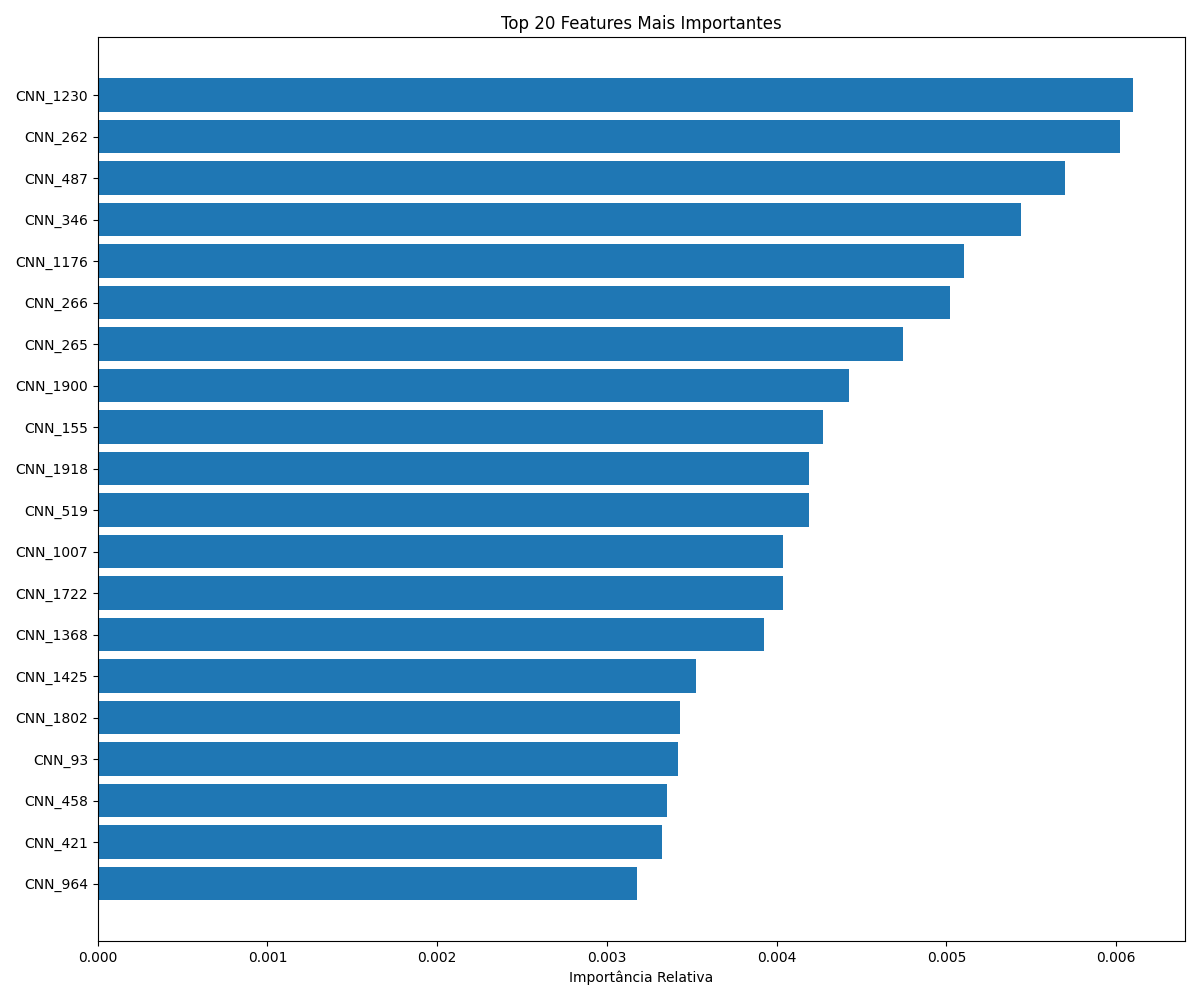 Top 20 Features Mais Importantes
CNN_1230
CNN_262
CNN_487
CNN_346
CNN_1176
CNN_266
CNN_265
CNN_1900
CNN_155
CNN_1918
CNN_519
CNN_1007
CNN_1722
CNN_1368
CNN_1425
CNN_1802
CNN_93
CNN_458
CNN_421
CNN_964
0.000 0.001 0.002 0.003 0.004 0.005 0.006
Importância Relativa